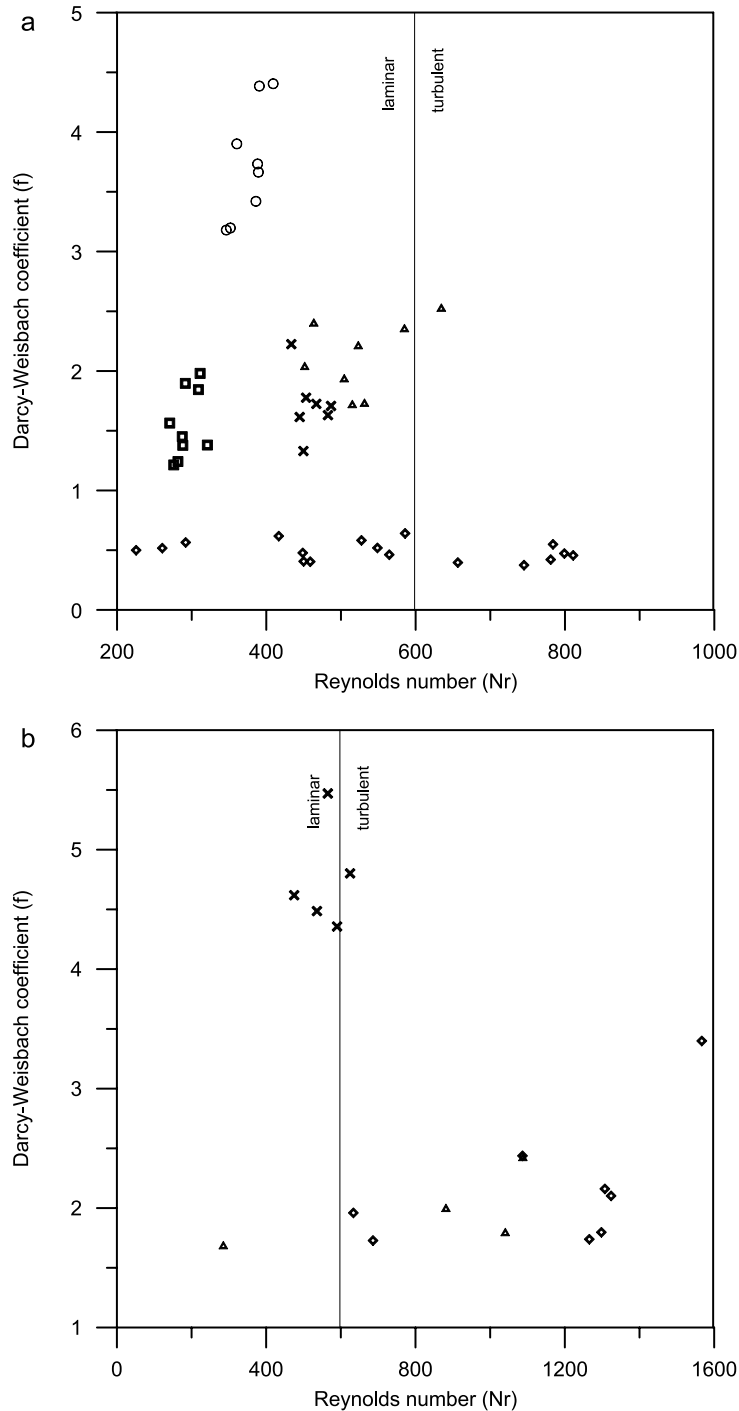 a
5
4
3
2
1
0
Darcy-Weisbach coefficient (f)
laminar
turbulent
200 400 600 800 1000
Reynolds number (Nr)
b
6
5
4
3
2
1
Darcy-Weisbach coefficient (f)
laminar
turbulent
0 400 800 1200 1600
Reynolds number (Nr)